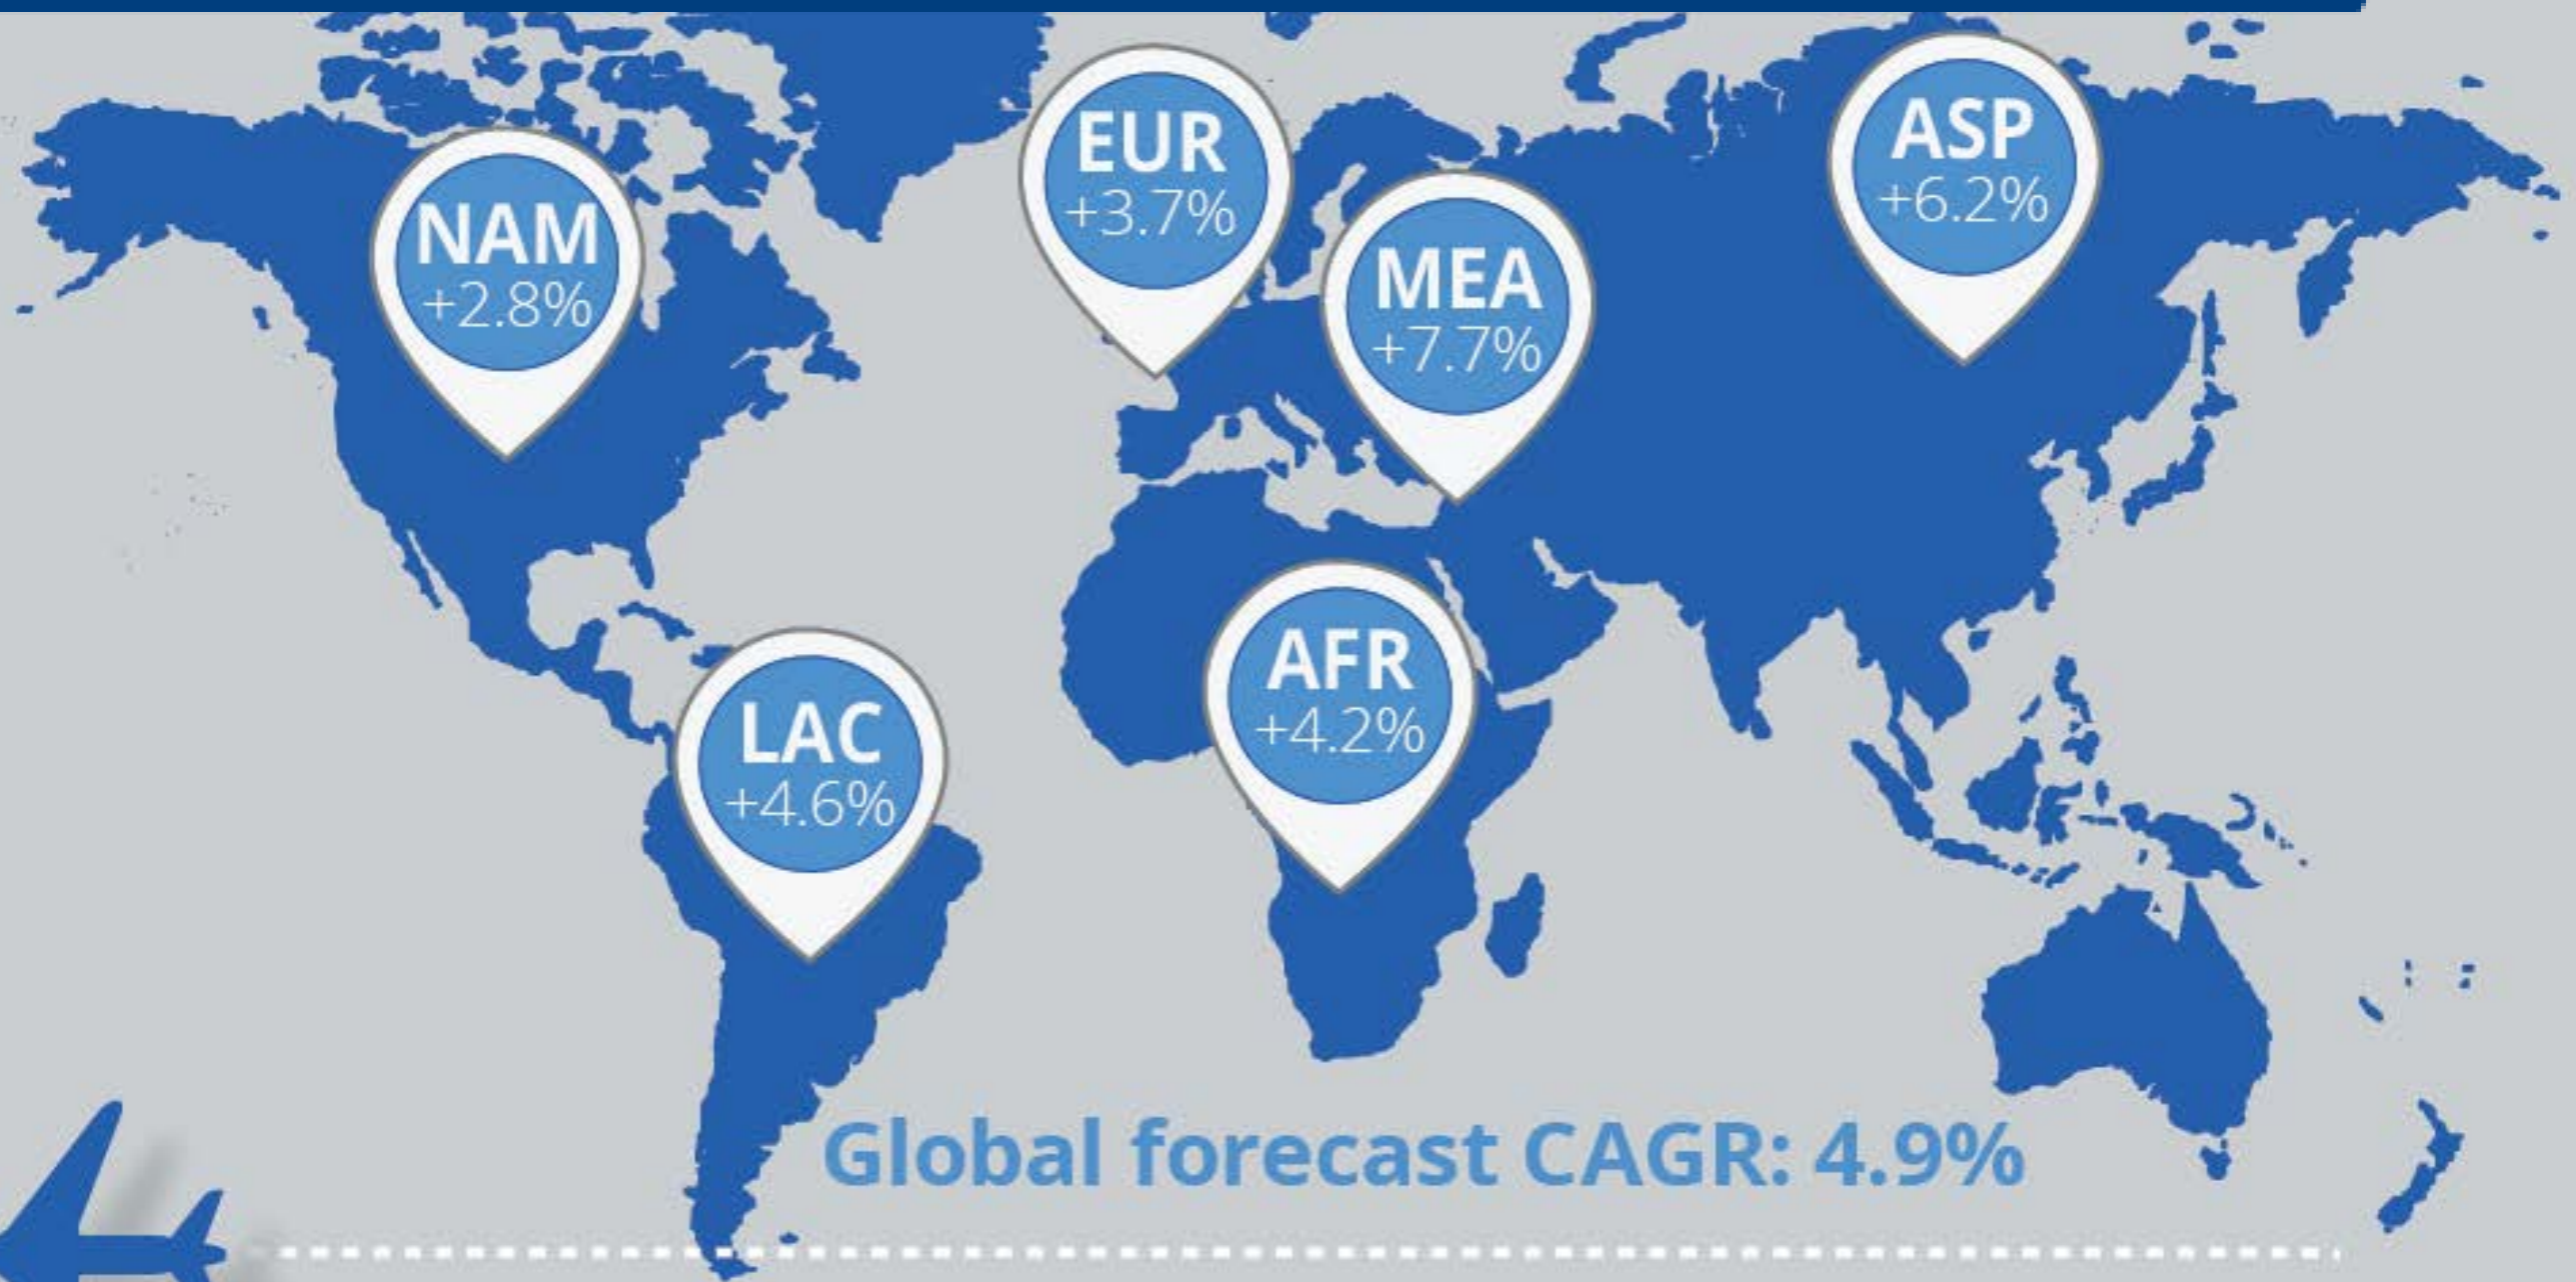 EUR
+3.7%
ASP
+6.2%
NAM
+2.8%
MEA
+7.7%
AFR
+4.2%
LAC
+4.6%
Global forecast CAGR: 4.9%